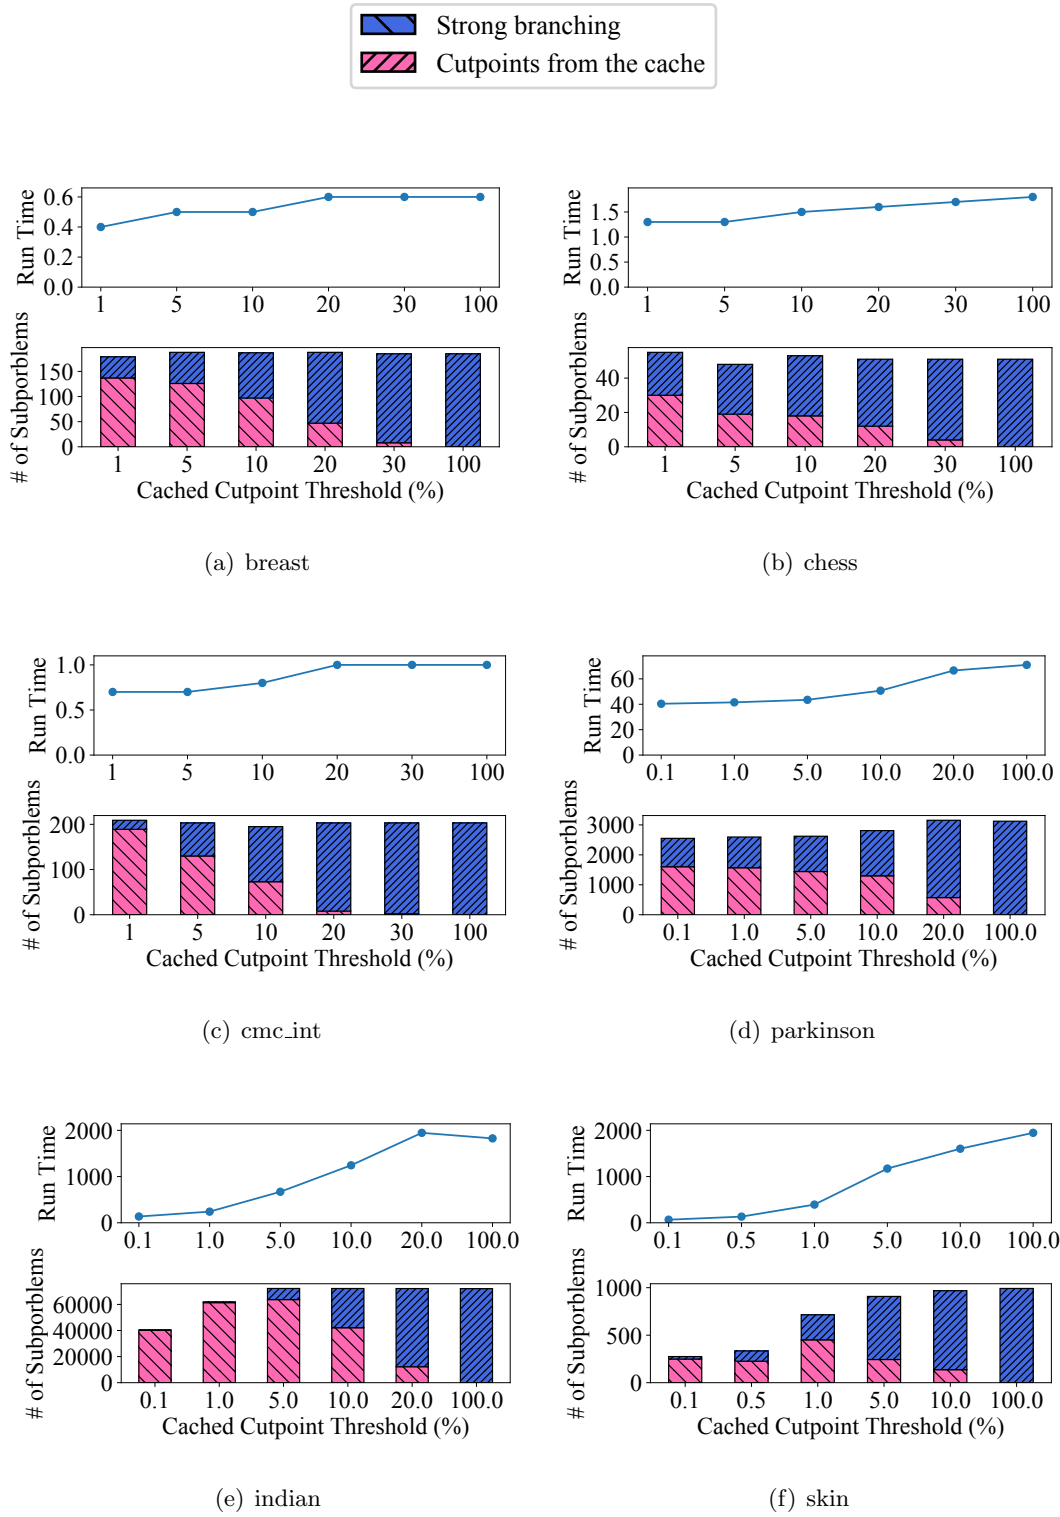 Strong branching
Cutpoints from the cache
Run Time
0.6
0.4
0.2
0.0
1 5 10 20 30 100
# of Subporblems
150
100
50
0
1 5 10 20 30 100
Cached Cutpoint Threshold (%)
(a) breast
Run Time
1.5
1.0
0.5
0.0
1 5 10 20 30 100
# of Subporblems
40
20
0
1 5 10 20 30 100
Cached Cutpoint Threshold (%)
(b) chess
Run Time
1.0
0.5
0.0
1 5 10 20 30 100
# of Subporblems
200
100
0
1 5 10 20 30 100
Cached Cutpoint Threshold (%)
(c) cmc_int
Run Time
60
40
20
0
0.1 1.0 5.0 10.0 20.0 100.0
# of Subporblems
3000
2000
1000
0
0.1 1.0 5.0 10.0 20.0 100.0
Cached Cutpoint Threshold (%)
(d) parkinson
Run Time
2000
1000
0
0.1 1.0 5.0 10.0 20.0 100.0
# of Subporblems
60000
40000
20000
0
0.1 1.0 5.0 10.0 20.0 100.0
Cached Cutpoint Threshold (%)
(e) indian
Run Time
2000
1000
0
0.1 0.5 1.0 5.0 10.0 100.0
# of Subporblems
1000
500
0
0.1 0.5 1.0 5.0 10.0 100.0
Cached Cutpoint Threshold (%)
(f) skin